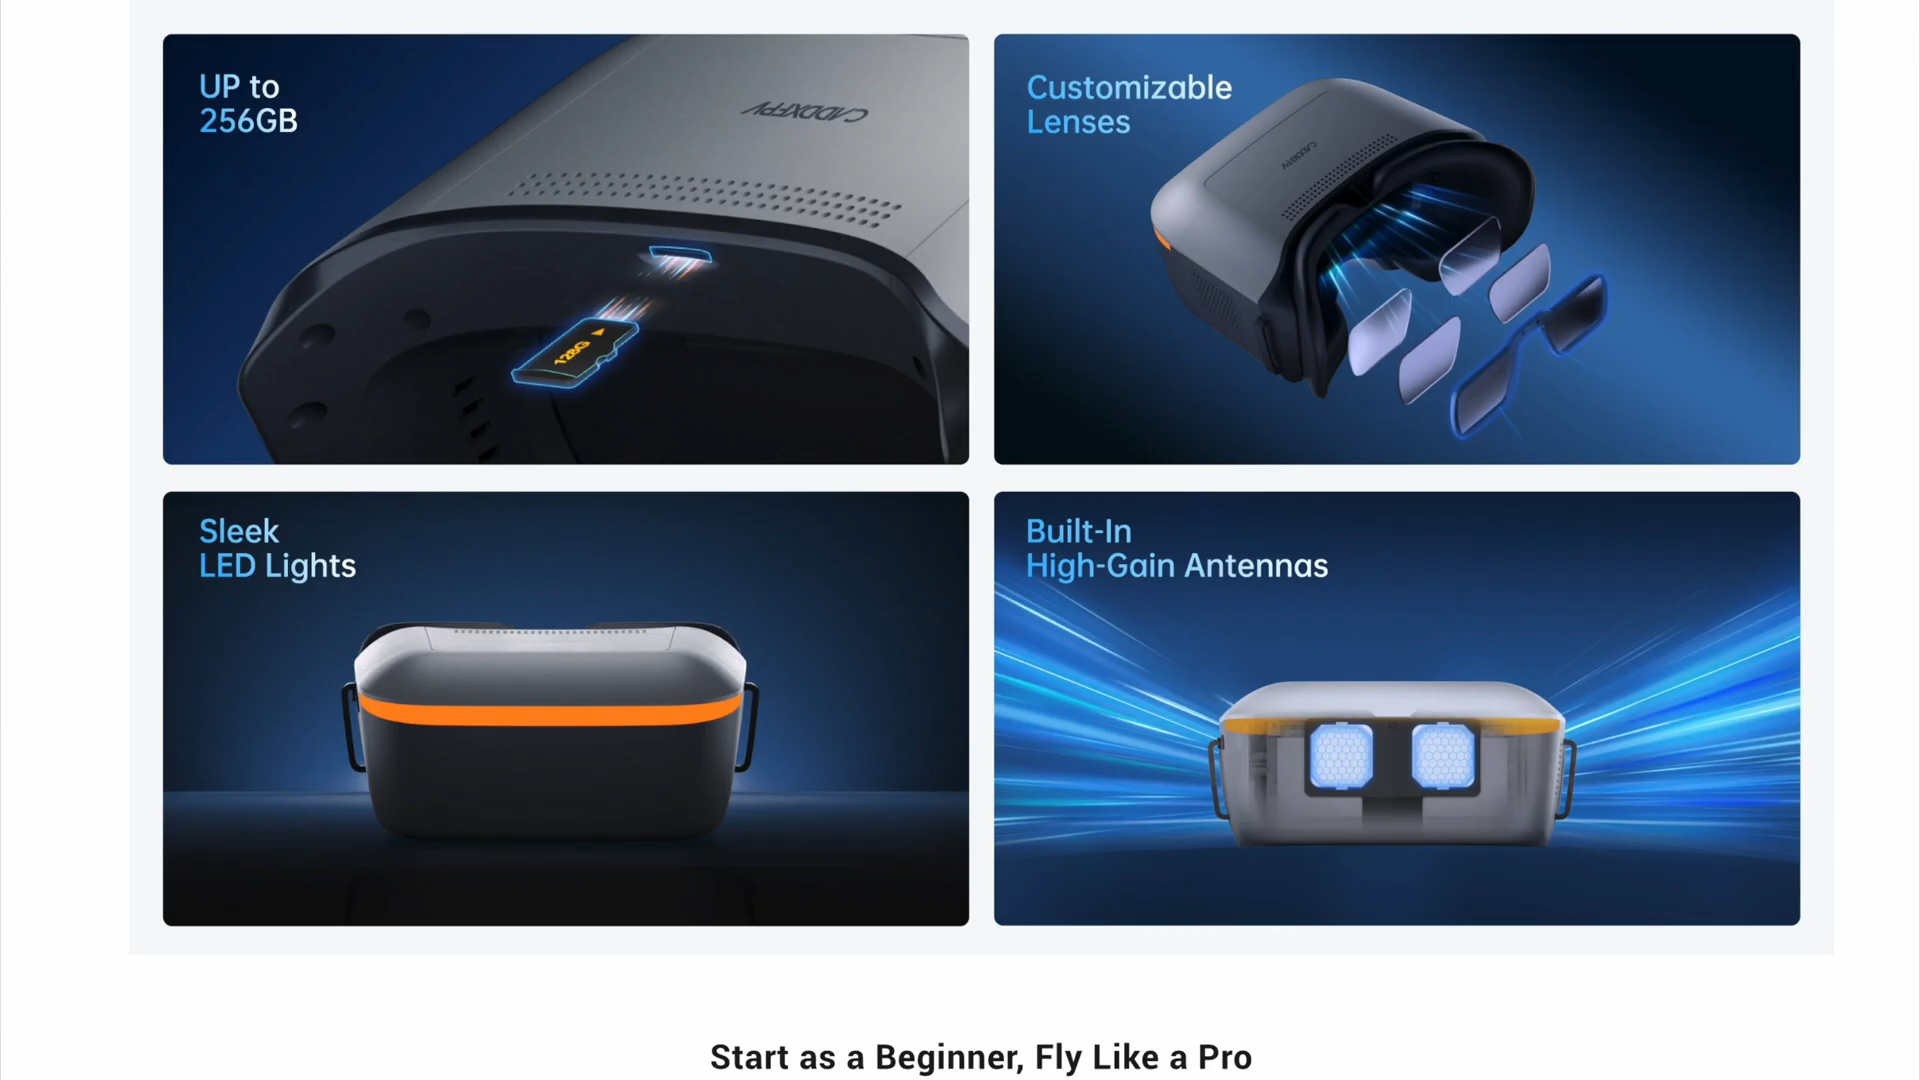 UP to
256GB
CADDXFPV
128G
Customizable
Lenses
CADDXFPV
Sleek
LED Lights
Built-In
High-Gain Antennas
Start as a Beginner, Fly Like a Pro